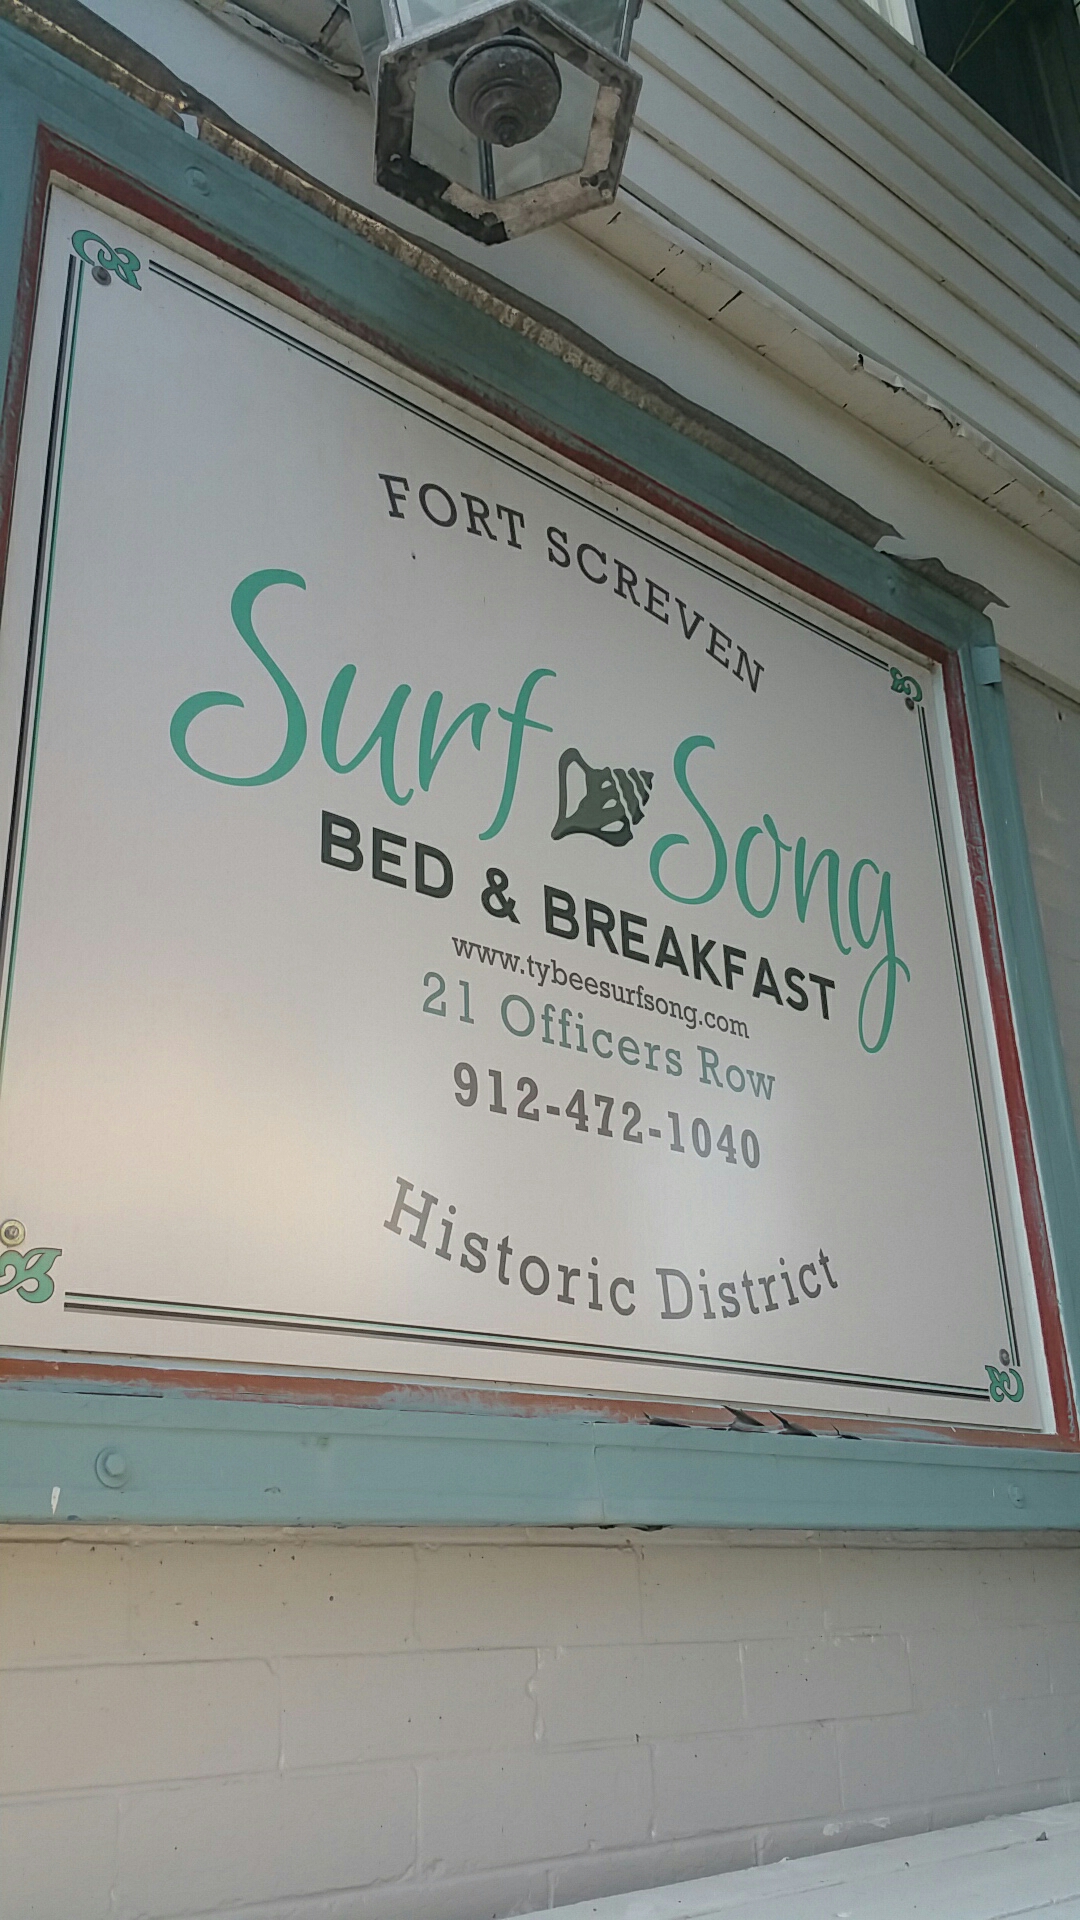 FORT SCREVEN
Surf Song
BED & BREAKFAST
www.tybeesurfsong.com
21 Officers Row
912-472-1040
Historic District